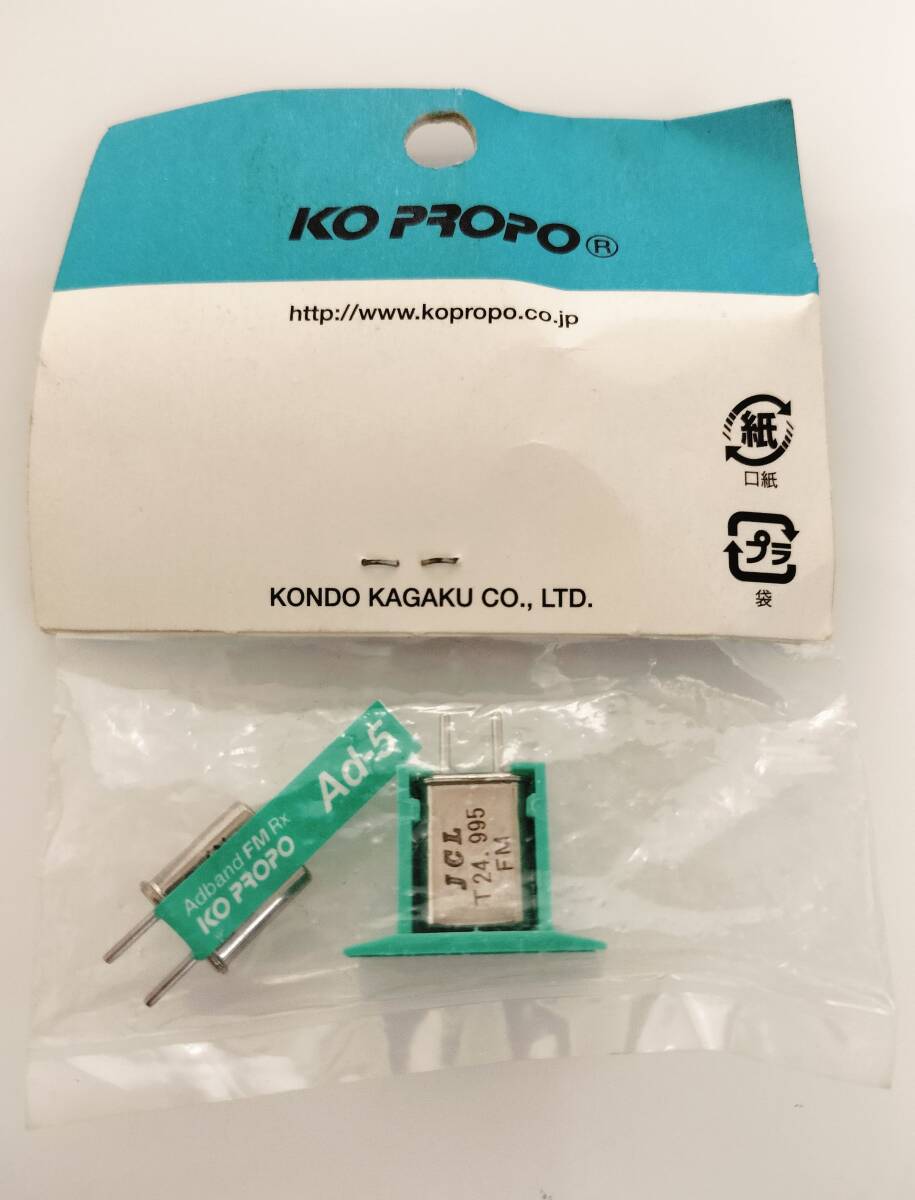 KO PROPO®
http://www.kopropo.co.jp
紙
口紙
プラ
袋
KONDO KAGAKU CO., LTD.
Ad-5
Adband FM Rx
KO PROPO
JCL
T24.995
FM